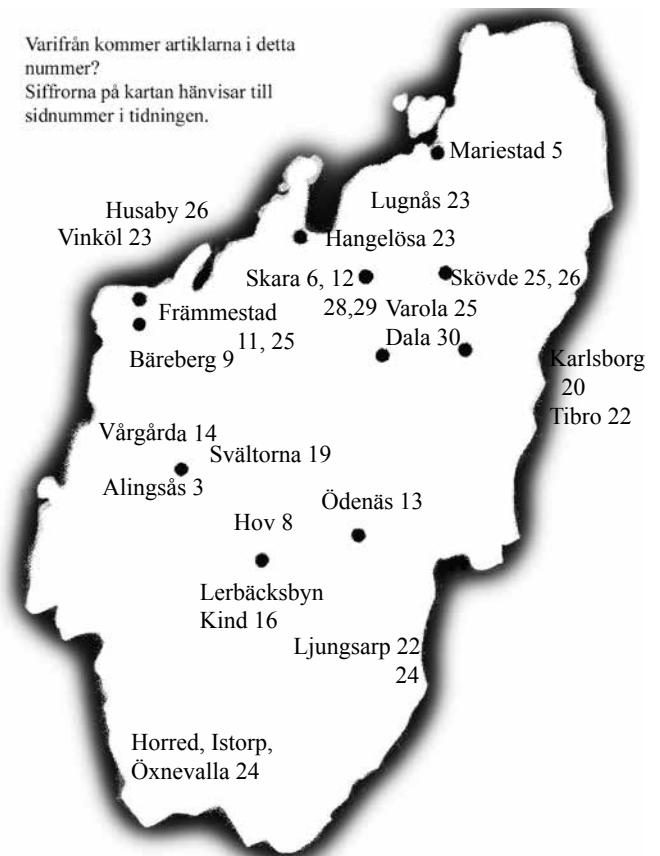 Varifrån kommer artiklarna i detta
nummer?
Siffrorna på kartan hänvisar till
sidnummer i tidningen.
Mariestad 5
Lugnås 23
Husaby 26
Vinköl 23
Hangelösa 23
Skara 6, 12
28,29
Skövde 25, 26
Varola 25
Dala 30
Främmestad
11, 25
Bäreberg 9
Karlsborg
20
Tibro 22
Vårgårda 14
Svältorna 19
Alingsås 3
Ödenäs 13
Hov 8
Lerbäcksbyn
Kind 16
Ljungsarp 22
24
Horred, Istorp,
Öxnevalla 24